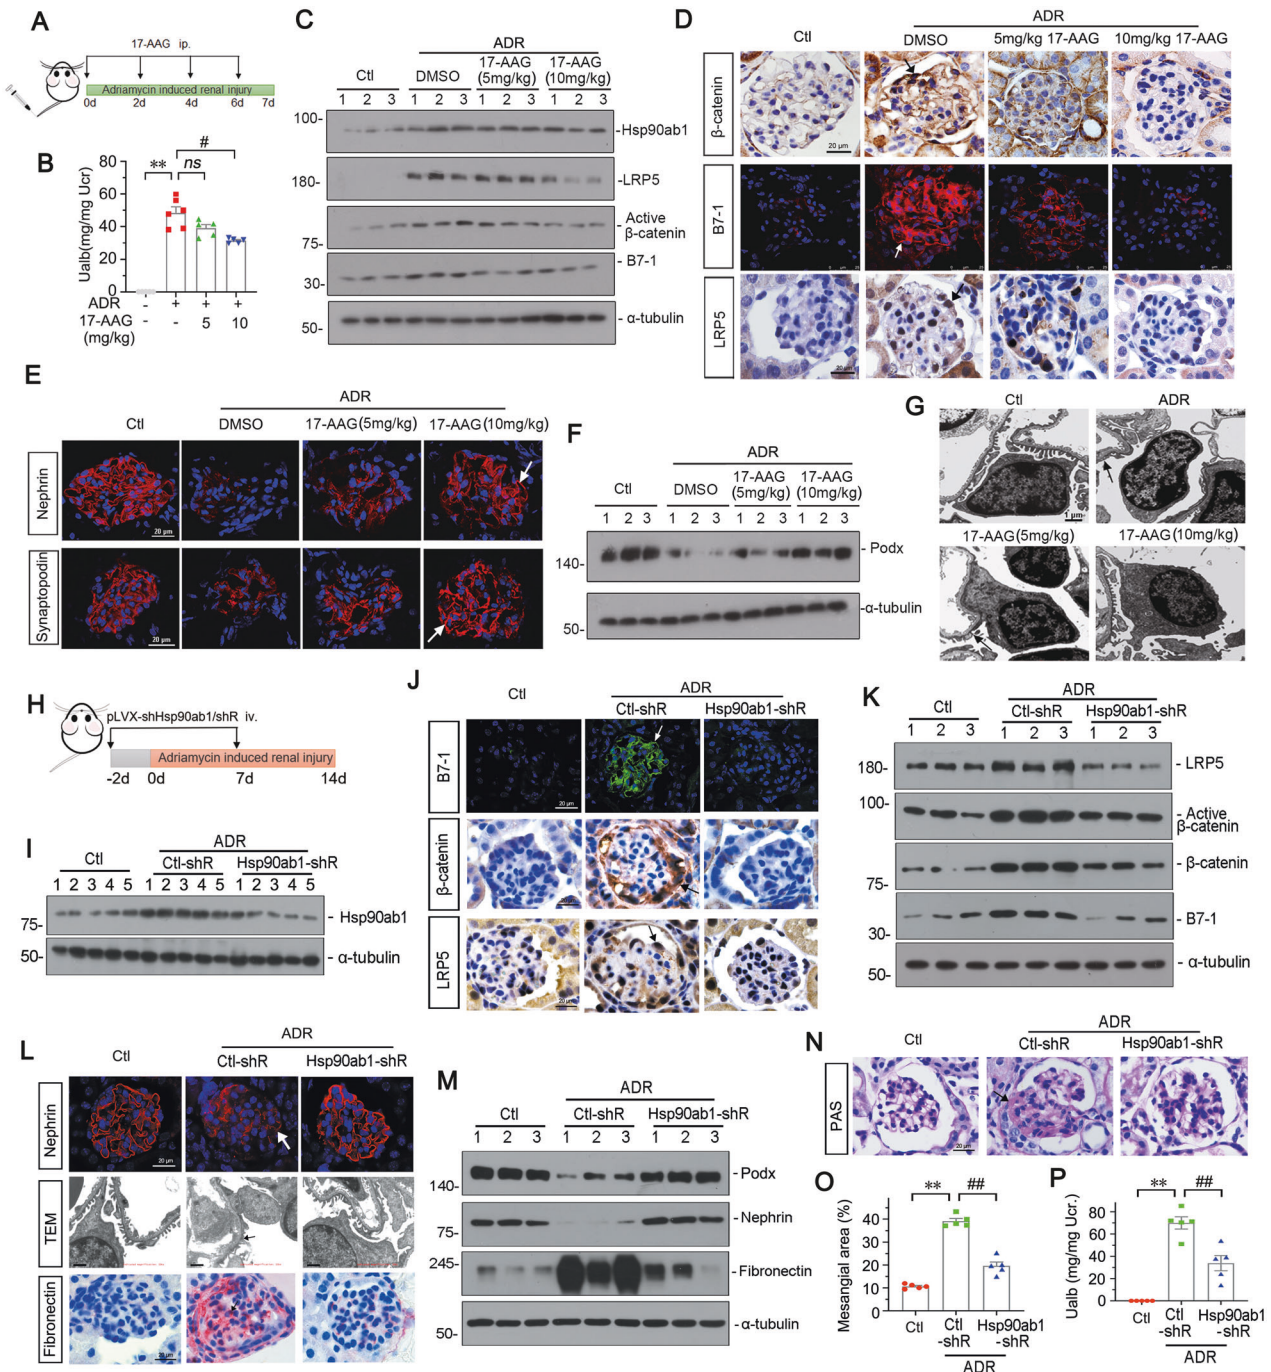 A
17-AAG ip.
Adriamycin induced renal injury
0d 2d 4d 6d 7d
B
Ualb(mg/mg Ucr)
80
60
40
20
0
** ns #
ADR - + + +
17-AAG - - 5 10
(mg/kg)
C
ADR
Ctl DMSO 17-AAG (5mg/kg) 17-AAG (10mg/kg)
1 2 3 1 2 3 1 2 3 1 2 3
100- -Hsp90ab1
180- -LRP5
- Active β-catenin
75-
- B7-1
30-
50- - α-tubulin
D
ADR
Ctl DMSO 5mg/kg 17-AAG 10mg/kg 17-AAG
β-catenin
20 μm
B7-1
LRP5
20 μm
E
ADR
Ctl DMSO 17-AAG(5mg/kg) 17-AAG(10mg/kg)
Nephrin
20 μm
Synaptopodin
20 μm
F
ADR
Ctl DMSO 17-AAG (5mg/kg) 17-AAG (10mg/kg)
1 2 3 1 2 3 1 2 3 1 2 3
- Podx
140-
-α-tubulin
50-
G
Ctl ADR
1 μm
17-AAG(5mg/kg) 17-AAG(10mg/kg)
H
pLVX-shHsp90ab1/shR iv.
Adriamycin induced renal injury
-2d 0d 7d 14d
I
ADR
Ctl Ctl-shR Hsp90ab1-shR
1 2 3 4 5 1 2 3 4 5 1 2 3 4 5
75- - Hsp90ab1
50- - α-tubulin
J
ADR
Ctl Ctl-shR Hsp90ab1-shR
B7-1
20 μm
β-catenin
20 μm
LRP5
20 μm
K
ADR
Ctl Ctl-shR Hsp90ab1-shR
1 2 3 1 2 3 1 2 3
180- - LRP5
100-
- Active β-catenin
- β-catenin
75-
- B7-1
30-
50- - α-tubulin
L
ADR
Ctl Ctl-shR Hsp90ab1-shR
Nephrin
20 μm
TEM
Fibronectin
20 μm
M
ADR
Ctl Ctl-shR Hsp90ab1-shR
1 2 3 1 2 3 1 2 3
-Podx
140-
-Nephrin
75-
245-
-Fibronectin
- α-tubulin
50-
N
ADR
Ctl Ctl-shR Hsp90ab1-shR
PAS
20 μm
O
Mesangial area (%)
40
30
20
10
0
** ##
Ctl Ctl -shR Hsp90ab1 -shR
ADR
P
Ualb (mg/mg Ucr.)
80
60
40
20
0
** ##
Ctl Ctl -shR Hsp90ab1 -shR
ADR